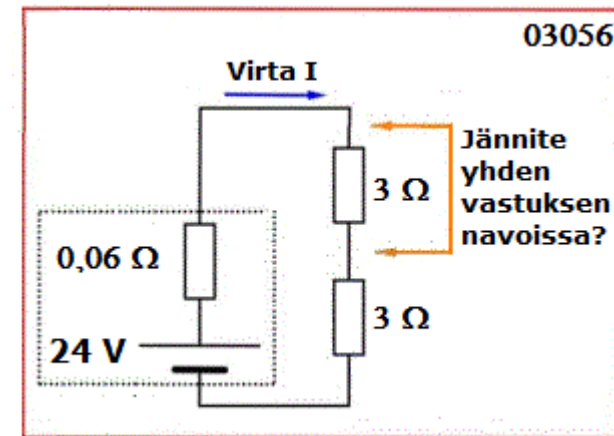 03056
Virta I
Jännite
yhden
vastuksen
navoissa?
3 Ω
0,06 Ω
3 Ω
24 V